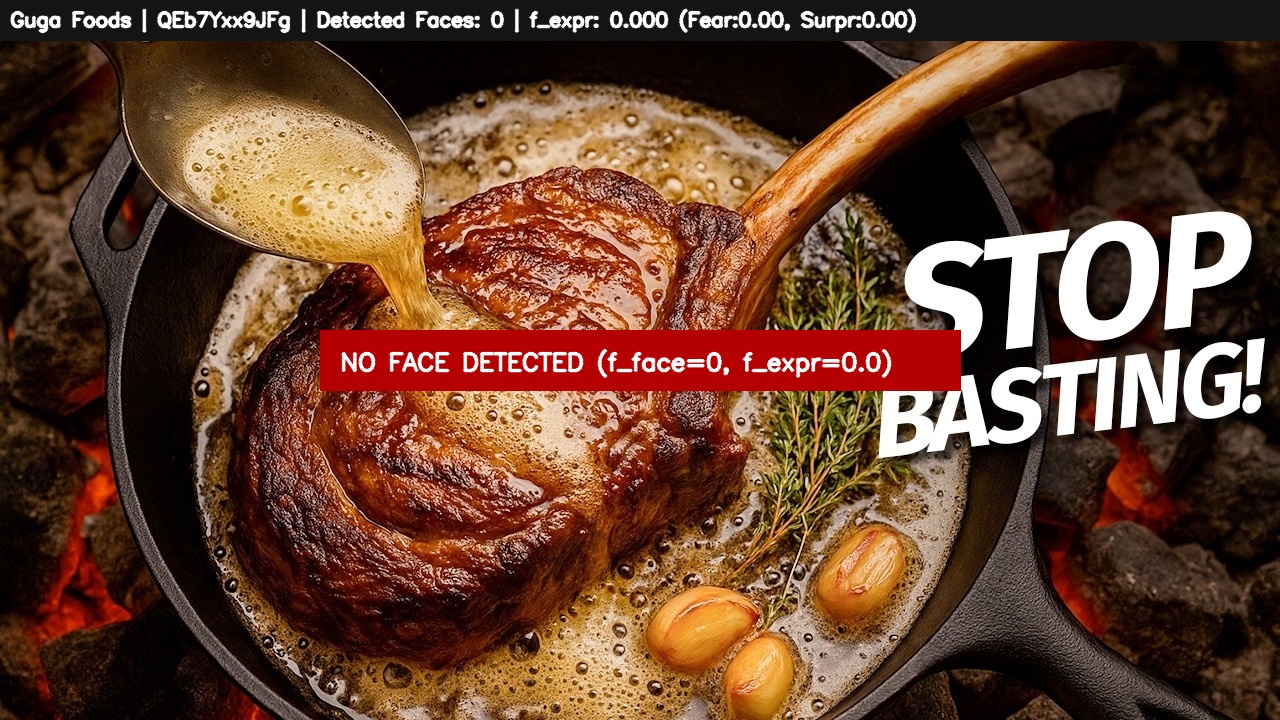 Guga Foods | QEb7Yxx9JFg | Detected Faces: 0 | f_expr: 0.000 (Fear:0.00, Surpr:0.00)
STOP
NO FACE DETECTED (f_face=0, f_expr=0.0)
BASTING!